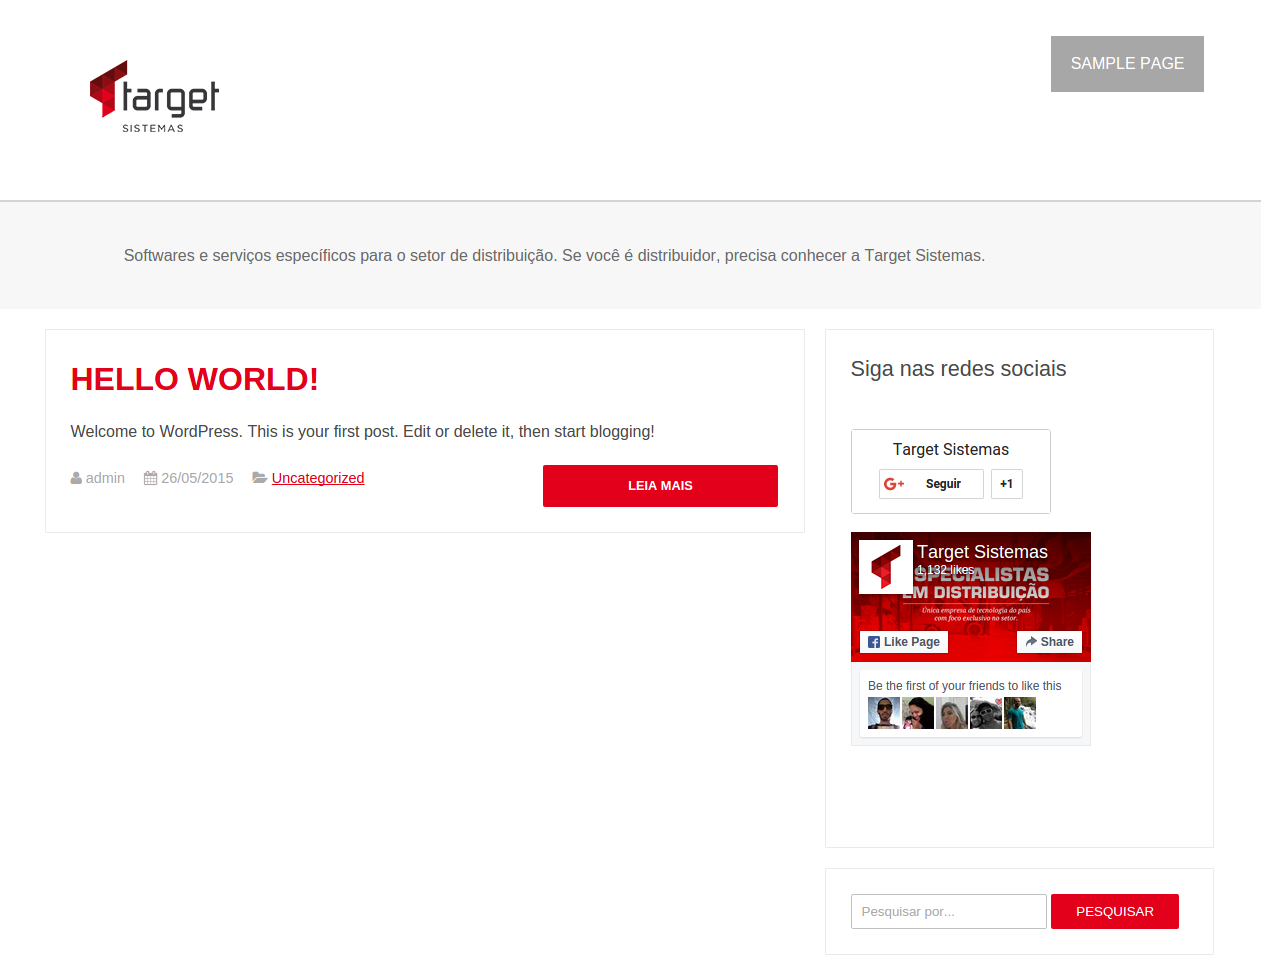 target
SISTEMAS
SAMPLE PAGE
Softwares e serviços específicos para o setor de distribuição. Se você é distribuidor, precisa conhecer a Target Sistemas.
HELLO WORLD!
Welcome to WordPress. This is your first post. Edit or delete it, then start blogging!
admin 26/05/2015 Uncategorized
LEIA MAIS
Siga nas redes sociais
Target Sistemas
G+ Seguir +1
Target Sistemas
1,132 likes
ESPECIALISTAS
EM DISTRIBUIÇÃO
Única empresa de tecnologia do país
com foco exclusivo no setor.
Like Page Share
Be the first of your friends to like this
Pesquisar por... PESQUISAR